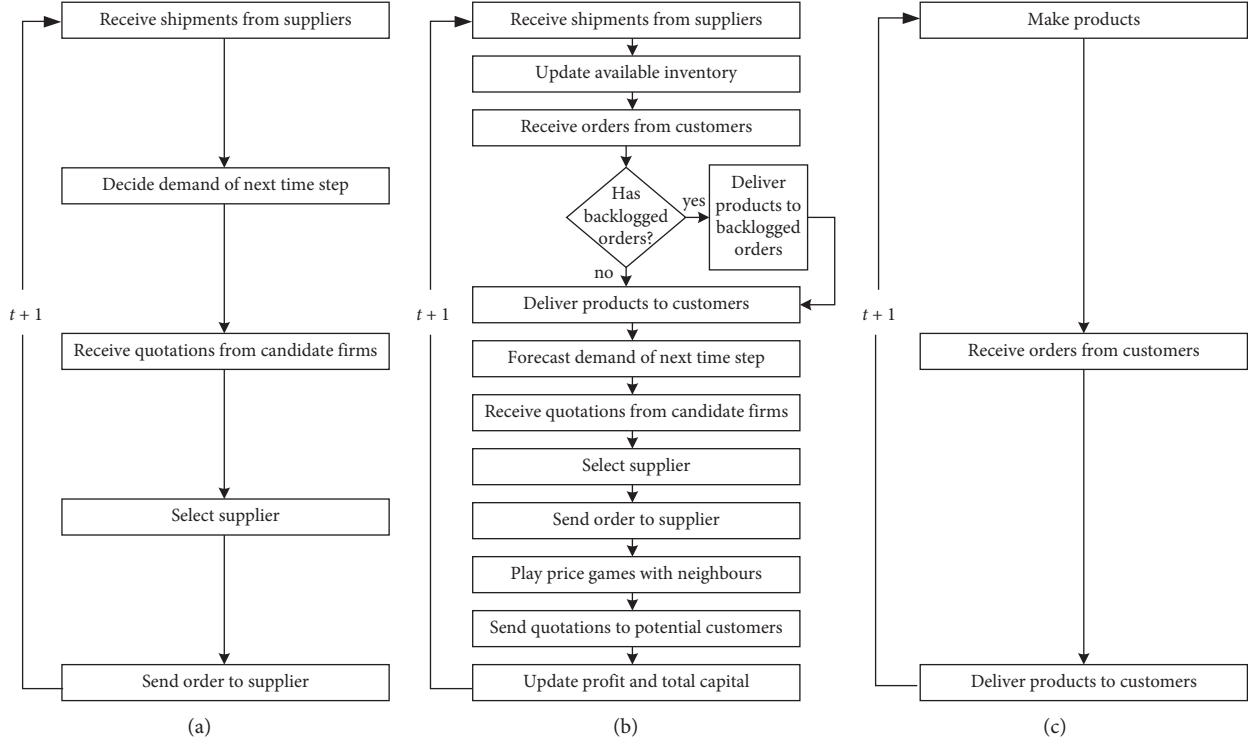 Receive shipments from suppliers
Decide demand of next time step
t + 1
Receive quotations from candidate firms
Select supplier
Send order to supplier
(a)
Receive shipments from suppliers
Update available inventory
Receive orders from customers
Has
backlogged
orders?
yes
Deliver
products to
backlogged
orders
no
Deliver products to customers
t + 1
Forecast demand of next time step
Receive quotations from candidate firms
Select supplier
Send order to supplier
Play price games with neighbours
Send quotations to potential customers
Update profit and total capital
(b)
Make products
t + 1
Receive orders from customers
Deliver products to customers
(c)